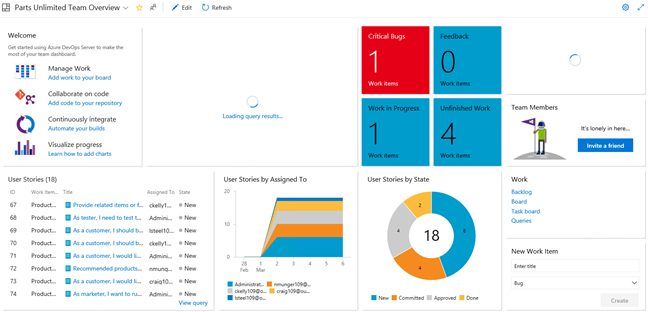 Parts Unlimited Team Overview
Edit
Refresh
Welcome
Get started using Azure DevOps Server to make the
most of your team dashboard.
Manage Work
Add work to your board
Collaborate on code
Add code to your repository
Continuously integrate
Automate your builds
Visualize progress
Learn how to add charts
Loading query results...
Critical Bugs
1
Work items
Feedback
0
Work items
Work in Progress
1
Work items
Unfinished Work
4
Work items
Team Members
It's lonely in here...
Invite a friend
User Stories (18)
ID Work Item... Title Assigned To State
67 Product... Provide related items or f... ckelly1... New
68 Product... As tester, I need to test t... Admini... New
69 Product... As a customer, I should b... lsteel10... New
70 Product... As a customer, I should b... ckelly1... New
71 Product... As a customer, I would li... Admini... New
72 Product... Recommended products... nmung... New
73 Product... As a customer, I would li... craig10... New
74 Product... As marketer, I want to ru... Admini... New
View query
User Stories by Assigned To
20
10
0
28 1 2 3 4 5 6
Feb Mar
Administrat... nmunger109@o...
ckelly109@o... craig109@ou...
lsteel109@ou...
User Stories by State
2
4
18
4
New Committed Approved Done
Work
Backlog
Board
Task board
Queries
New Work Item
Enter title
Bug
Create